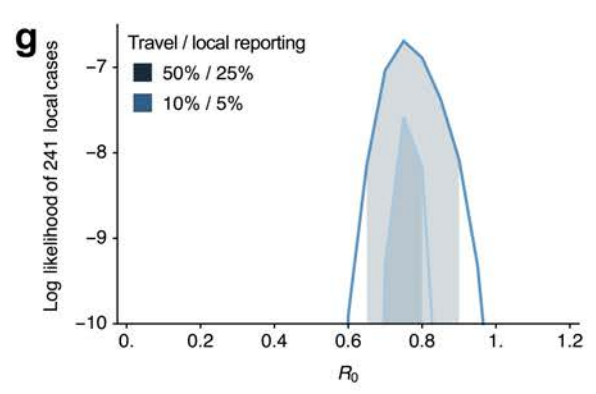 g
Travel / local reporting
50% / 25%
10% / 5%
Log likelihood of 241 local cases
−7
−8
−9
−10
0. 0.2 0.4 0.6 0.8 1. 1.2
R0